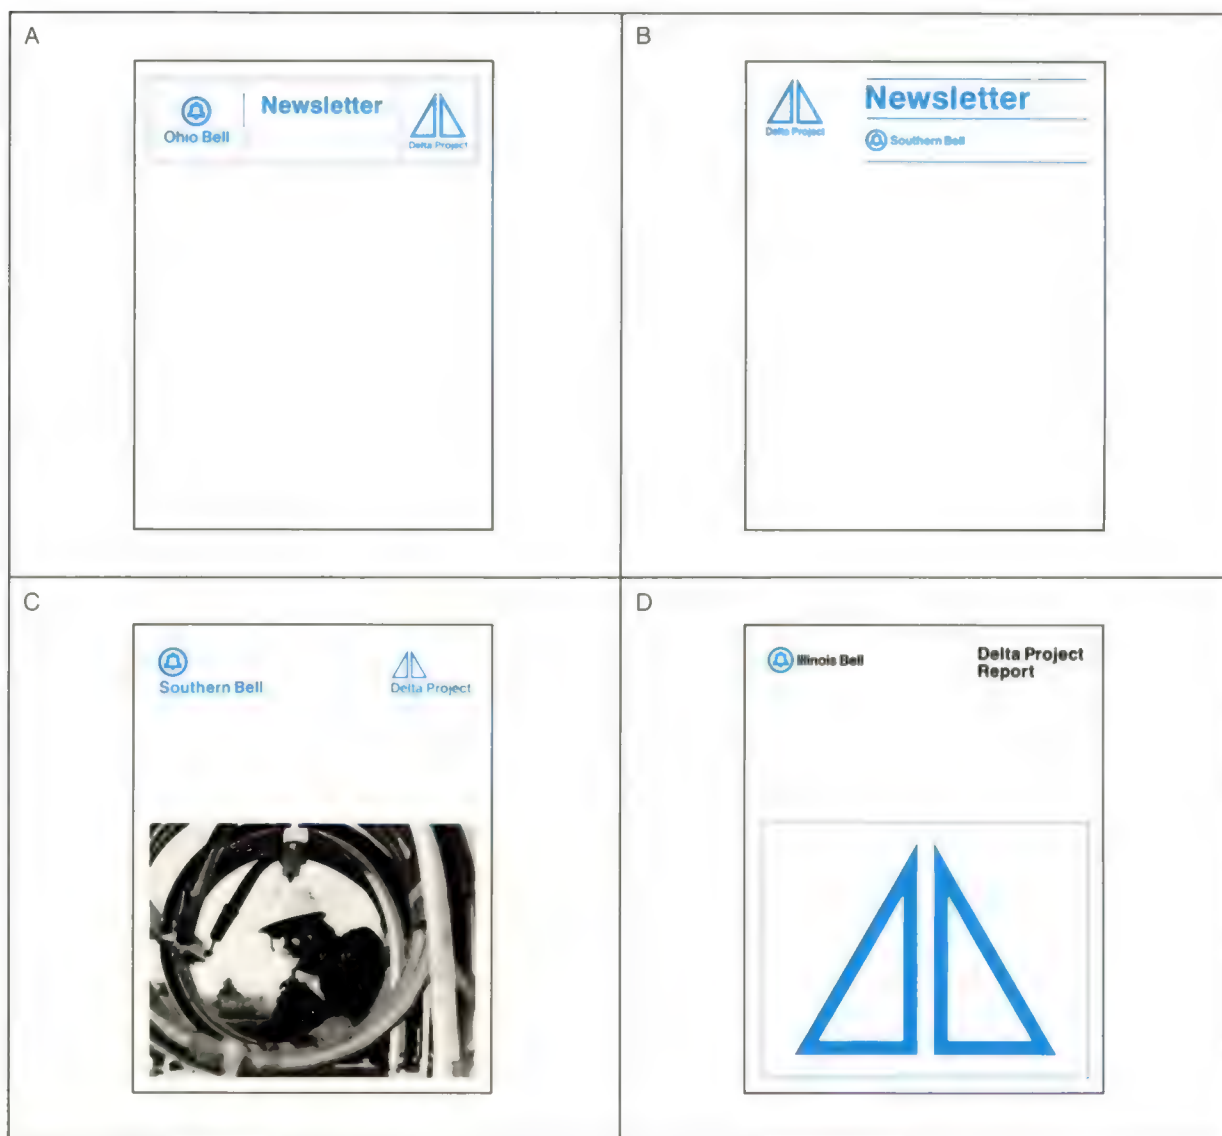 A
Ohio Bell
Newsletter
Delta Project
B
Delta Project
Newsletter
Southern Bell
C
Southern Bell
Delta Project
D
Illinois Bell
Delta Project
Report